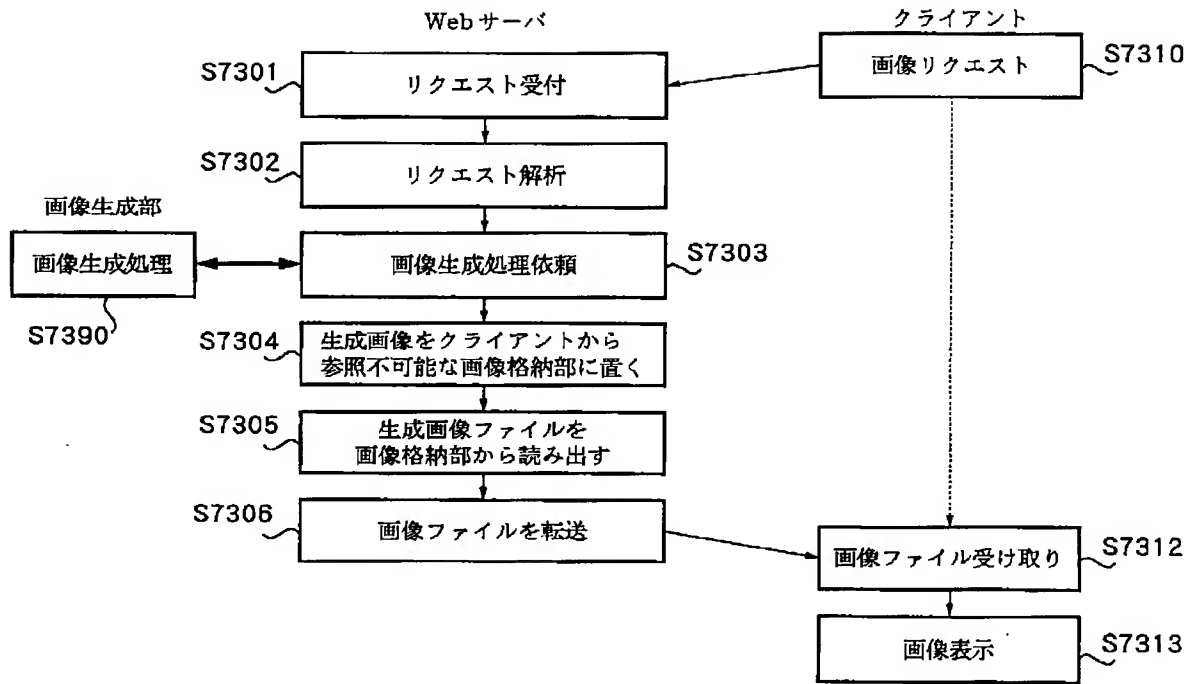 Webサーバ
クライアント
S7301
リクエスト受付
画像リクエスト
S7310
S7302
リクエスト解析
画像生成部
画像生成処理
S7390
画像生成処理依頼
S7303
S7304
生成画像をクライアントから
参照不可能な画像格納部に置く
S7305
生成画像ファイルを
画像格納部から読み出す
S7306
画像ファイルを転送
画像ファイル受け取り
S7312
画像表示
S7313